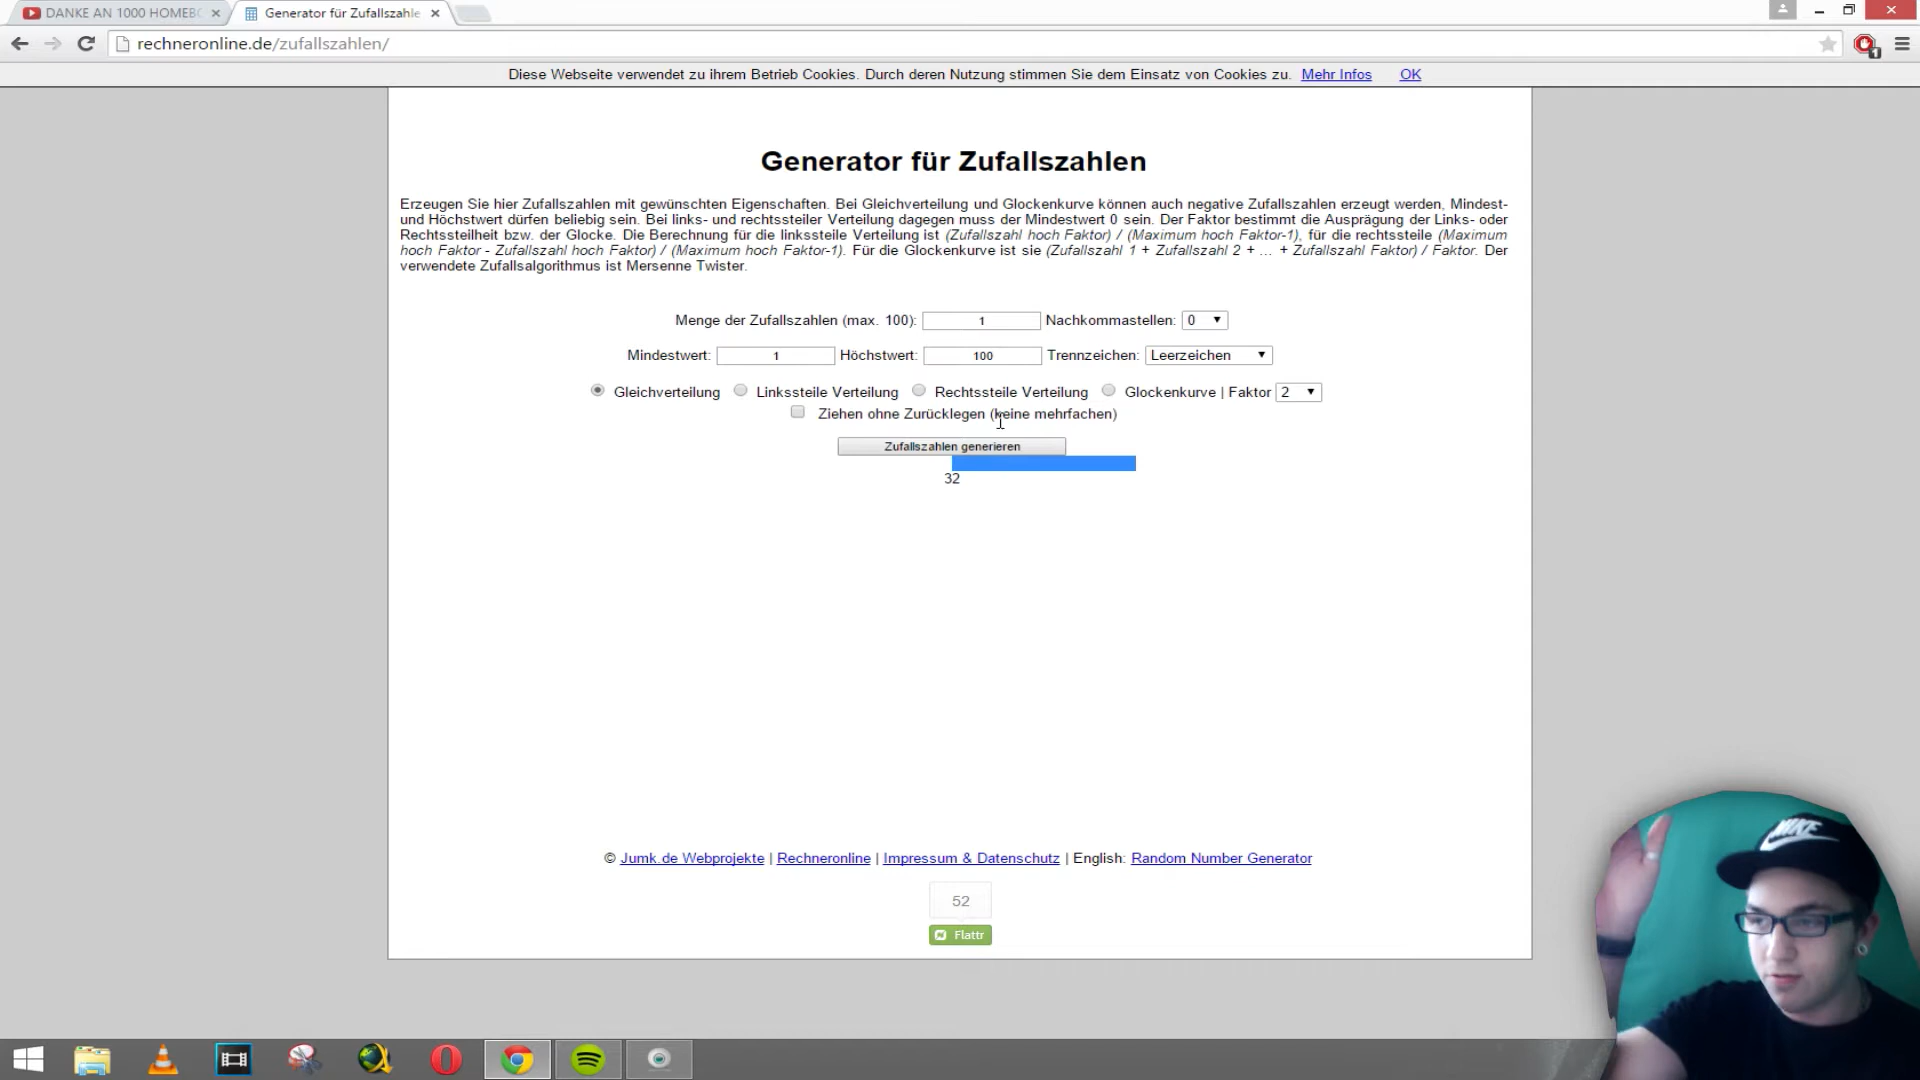 DANKE AN 1000 HOMEBO
Generator für Zufallszahle
rechneronline.de/zufallszahlen/
1
Diese Webseite verwendet zu ihrem Betrieb Cookies. Durch deren Nutzung stimmen Sie dem Einsatz von Cookies zu. Mehr Infos OK
Generator für Zufallszahlen
Erzeugen Sie hier Zufallszahlen mit gewünschten Eigenschaften. Bei Gleichverteilung und Glockenkurve können auch negative Zufallszahlen erzeugt werden, Mindest-
und Höchstwert dürfen beliebig sein. Bei links- und rechtssteiler Verteilung dagegen muss der Mindestwert 0 sein. Der Faktor bestimmt die Ausprägung der Links- oder
Rechtssteilheit bzw. der Glocke. Die Berechnung für die linkssteile Verteilung ist (Zufallszahl hoch Faktor) / (Maximum hoch Faktor-1), für die rechtssteile (Maximum
hoch Faktor - Zufallszahl hoch Faktor) / (Maximum hoch Faktor-1). Für die Glockenkurve ist sie (Zufallszahl 1 + Zufallszahl 2 + ... + Zufallszahl Faktor) / Faktor. Der
verwendete Zufallsalgorithmus ist Mersenne Twister.
Menge der Zufallszahlen (max. 100): 1 Nachkommastellen: 0
Mindestwert: 1 Höchstwert: 100 Trennzeichen: Leerzeichen
Gleichverteilung Linkssteile Verteilung Rechtssteile Verteilung Glockenkurve | Faktor 2
Ziehen ohne Zurücklegen (keine mehrfachen)
Zufallszahlen generieren
32
© Jumk.de Webprojekte | Rechneronline | Impressum & Datenschutz | English: Random Number Generator
52
Flattr
NIKE